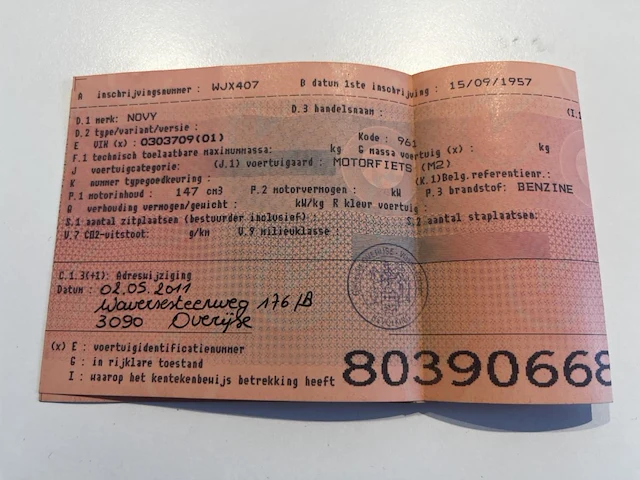 A inschrijvingsnummer : WJX407 B datum 1ste inschrijving : 15/09/1957
D.1 merk: NOVY D.3 handelsnaam : (I.1
D.2 type/variant/versie :
E VIN (x) : 0303709(01) Kode : 961
F.1 technisch toelaatbare maximummassa: kg G massa voertuig (x) : kg
J voertuigcategorie: (J.1) voertuigaard : MOTORFIETS (M2)
K nummer typegoedkeuring : (K.1)Belg.referentienr.:
P.1 motorinhoud : 147 cm3 P.2 motorvermogen : kW P.3 brandstof: BENZINE
Q verhouding vermogen/gewicht : kW/kg R kleur voertuig :
S.1 aantal zitplaatsen (bestuurder inclusief) : S.2 aantal staplaatsen:
V.7 CO2-uitstoot: g/km V.9 milieuklasse :
C.1.3(+I): Adreswijziging
Datum : 02.05.2011
Waversesteenweg 176/B
3090 Overijse
(x) E : voertuigidentificatienummer
G : in rijklare toestand
I : waarop het kentekenbewijs betrekking heeft
80390668